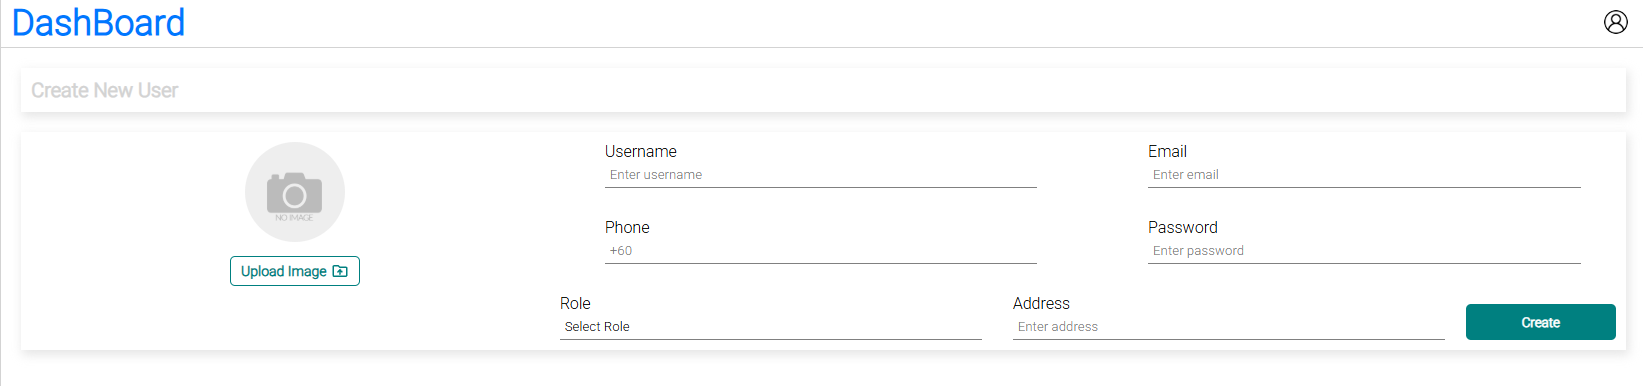 DashBoard
Create New User
NO IMAGE
Upload Image
Username
Enter username
Email
Enter email
Phone
+60
Password
Enter password
Role
Select Role
Address
Enter address
Create